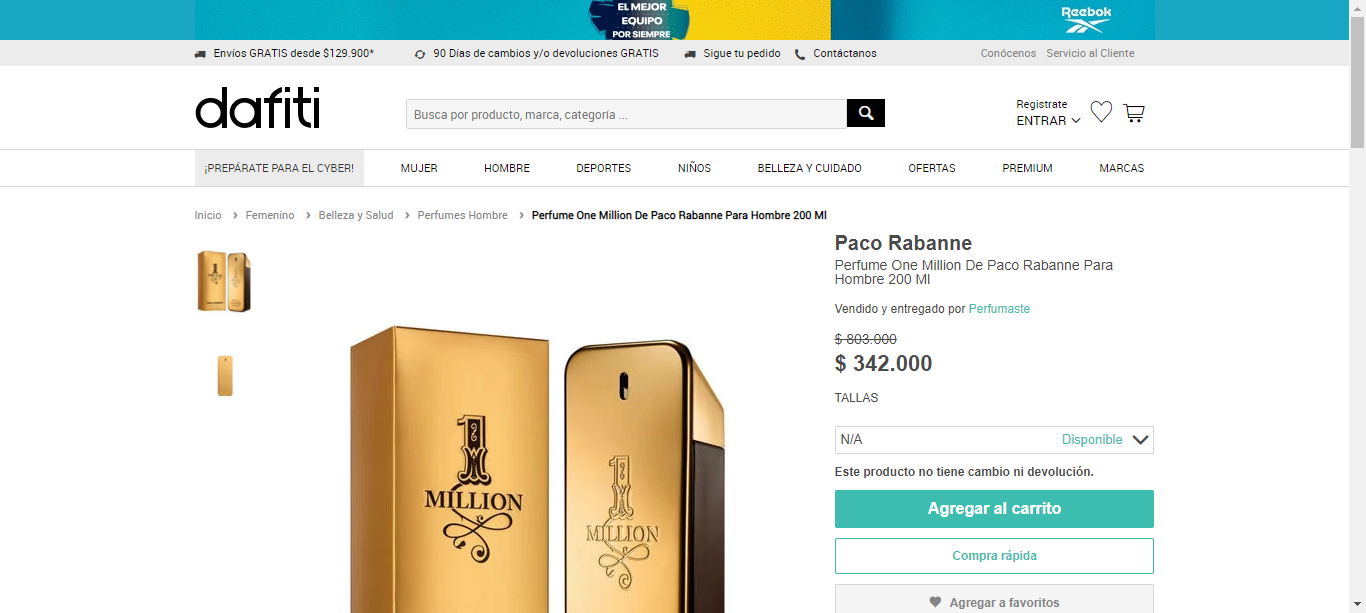 EL MEJOR
EQUIPO
POR SIEMPRE
Reebok
Envíos GRATIS desde $129.900*
90 Días de cambios y/o devoluciones GRATIS
Sigue tu pedido
Contáctanos
Conócenos
Servicio al Cliente
dafiti
Busca por producto, marca, categoría ...
Registrate
ENTRAR
¡PREPÁRATE PARA EL CYBER!
MUJER
HOMBRE
DEPORTES
NIÑOS
BELLEZA Y CUIDADO
OFERTAS
PREMIUM
MARCAS
Inicio > Femenino > Belleza y Salud > Perfumes Hombre > Perfume One Million De Paco Rabanne Para Hombre 200 Ml
Paco Rabanne
Perfume One Million De Paco Rabanne Para
Hombre 200 Ml
Vendido y entregado por Perfumaste
$ 803.000
$ 342.000
TALLAS
N/A
Disponible
Este producto no tiene cambio ni devolución.
Agregar al carrito
Compra rápida
Agregar a favoritos
1
MILLION
1
MILLION